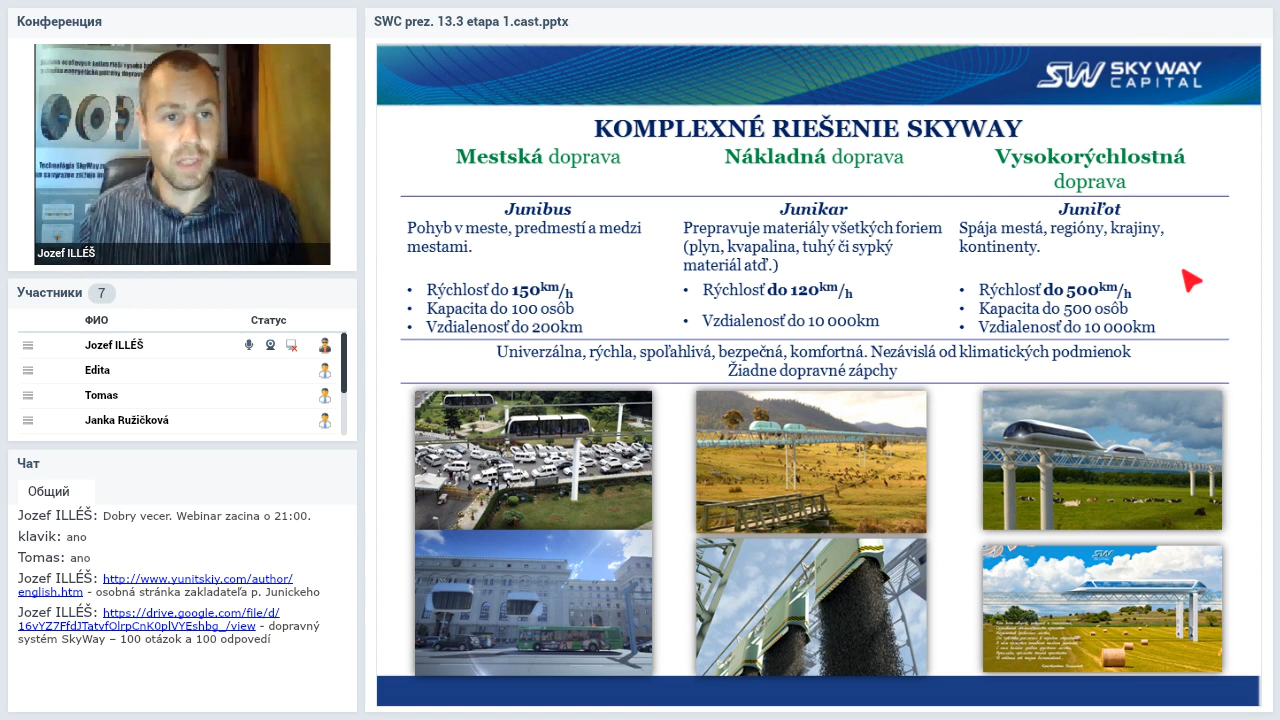 Конференция
Technológia SkyWay
Jozef ILLÉŠ
Участники 7
ФИО Статус
Jozef ILLÉŠ
Edita
Tomas
Janka Ružičková
Чат
Общий
Jozef ILLÉŠ: Dobry vecer. Webinar zacina o 21:00.
klavik: ano
Tomas: ano
Jozef ILLÉŠ: http://www.yunitskiy.com/author/
english.htm - osobná stránka zakladateľa p. Junickeho
Jozef ILLÉŠ: https://drive.google.com/file/d/
16vYZ7FfdJTatvfOlrpCnK0plVYEshbg_/view - dopravný
systém SkyWay – 100 otázok a 100 odpovedí
SWC prez. 13.3 etapa 1.cast.pptx
SW SKY WAY
CAPITAL
KOMPLEXNÉ RIEŠENIE SKYWAY
Mestská doprava
Junibus
Pohyb v meste, predmestí a medzi
mestami.
• Rýchlosť do 150km/h
• Kapacita do 100 osôb
• Vzdialenosť do 200km
Nákladná doprava
Junikar
Prepravuje materiály všetkých foriem
(plyn, kvapalina, tuhý či sypký
materiál atď.)
• Rýchlosť do 120km/h
• Vzdialenosť do 10 000km
Vysokorýchlostná
doprava
Juniľot
Spája mestá, regióny, krajiny,
kontinenty.
• Rýchlosť do 500km/h
• Kapacita do 500 osôb
• Vzdialenosť do 10 000km
Univerzálna, rýchla, spoľahlivá, bezpečná, komfortná. Nezávislá od klimatických podmienok
Žiadne dopravné zápchy